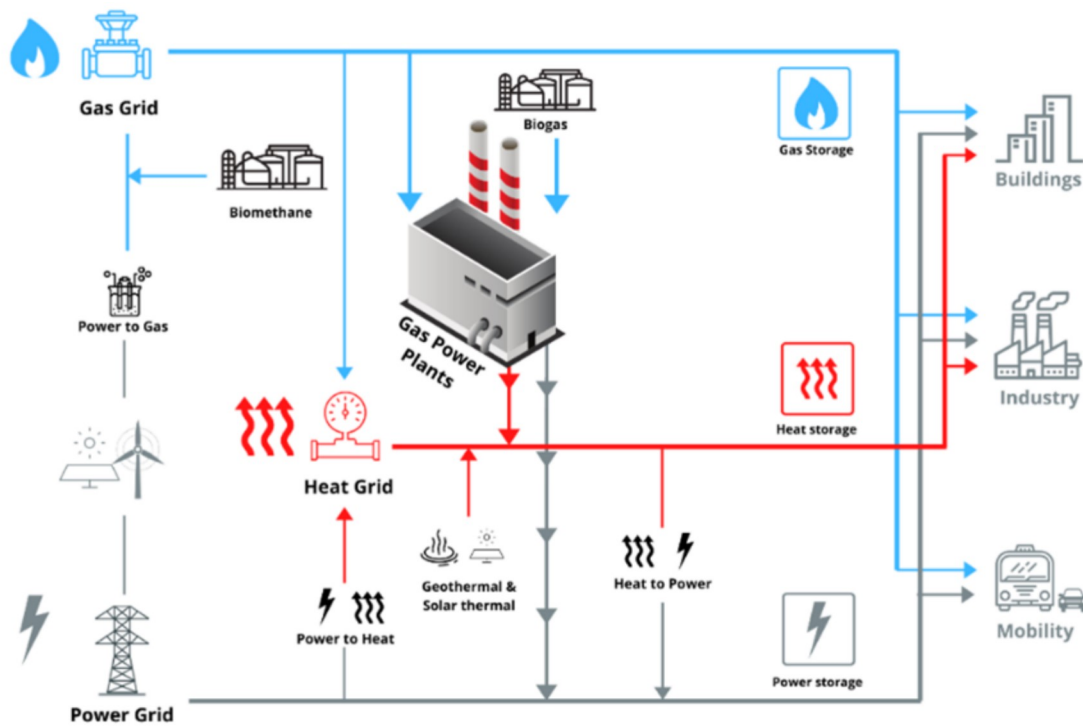 Gas Grid
Biogas
Gas Storage
Biomethane
Buildings
Power to Gas
Gas Power
Plants
Industry
Heat storage
Heat Grid
Geothermal &
Solar thermal
Heat to Power
Power to Heat
Mobility
Power storage
Power Grid